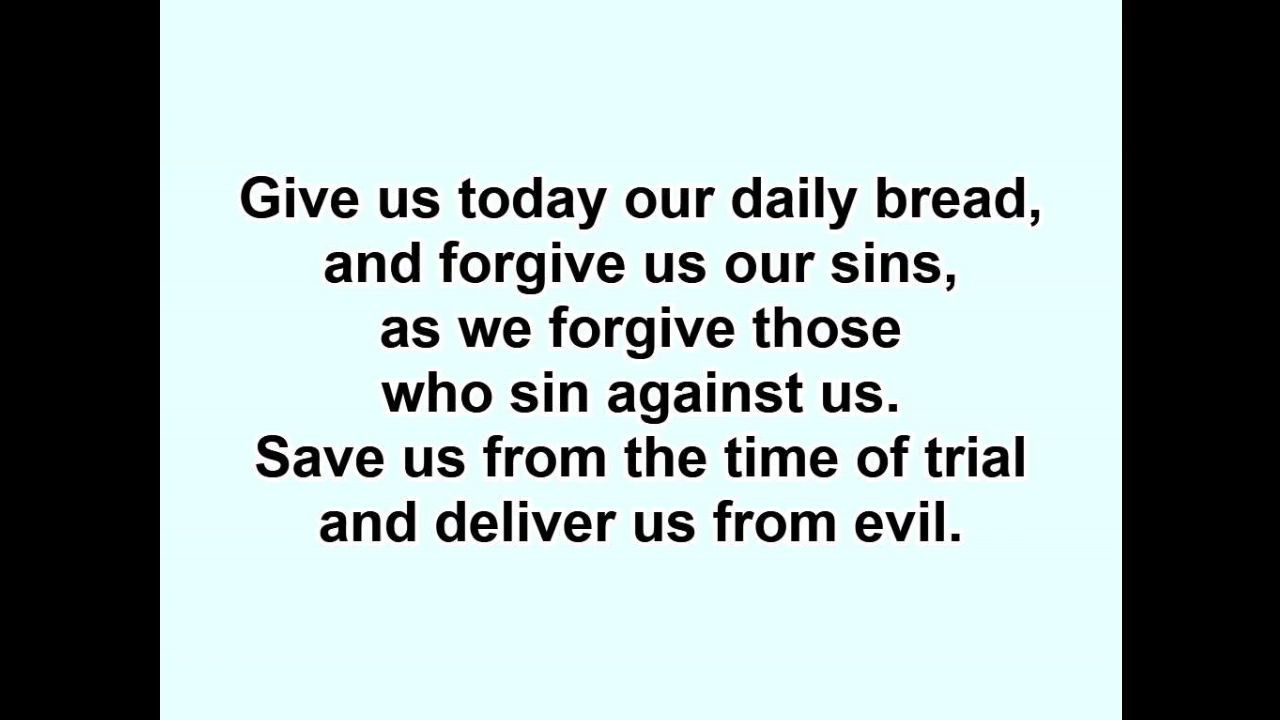 Give us today our daily bread,
and forgive us our sins,
as we forgive those
who sin against us.
Save us from the time of trial
and deliver us from evil.